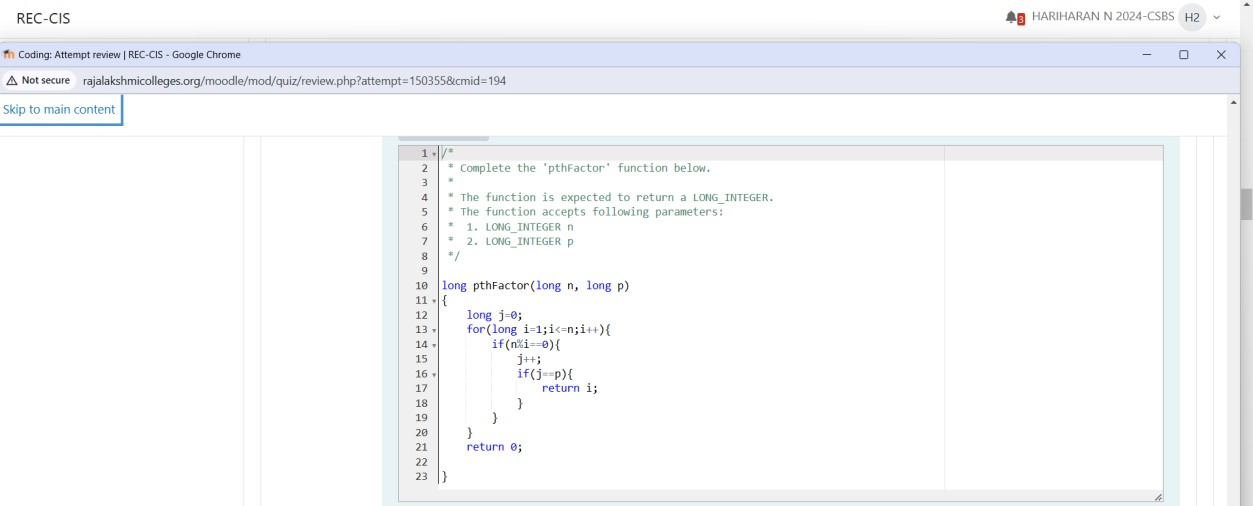 REC-CIS
3 HARIHARAN N 2024-CSBS H2
Coding: Attempt review | REC-CIS - Google Chrome
Not secure rajalakshmicolleges.org/moodle/mod/quiz/review.php?attempt=150355&cmid=194
Skip to main content
1 /*
2  * Complete the 'pthFactor' function below.
3  *
4  * The function is expected to return a LONG_INTEGER.
5  * The function accepts following parameters:
6  *  1. LONG_INTEGER n
7  *  2. LONG_INTEGER p
8  */
9
10 long pthFactor(long n, long p)
11 {
12     long j=0;
13     for(long i=1;i<=n;i++){
14         if(n%i==0){
15             j++;
16             if(j==p){
17                 return i;
18             }
19         }
20     }
21     return 0;
22
23 }